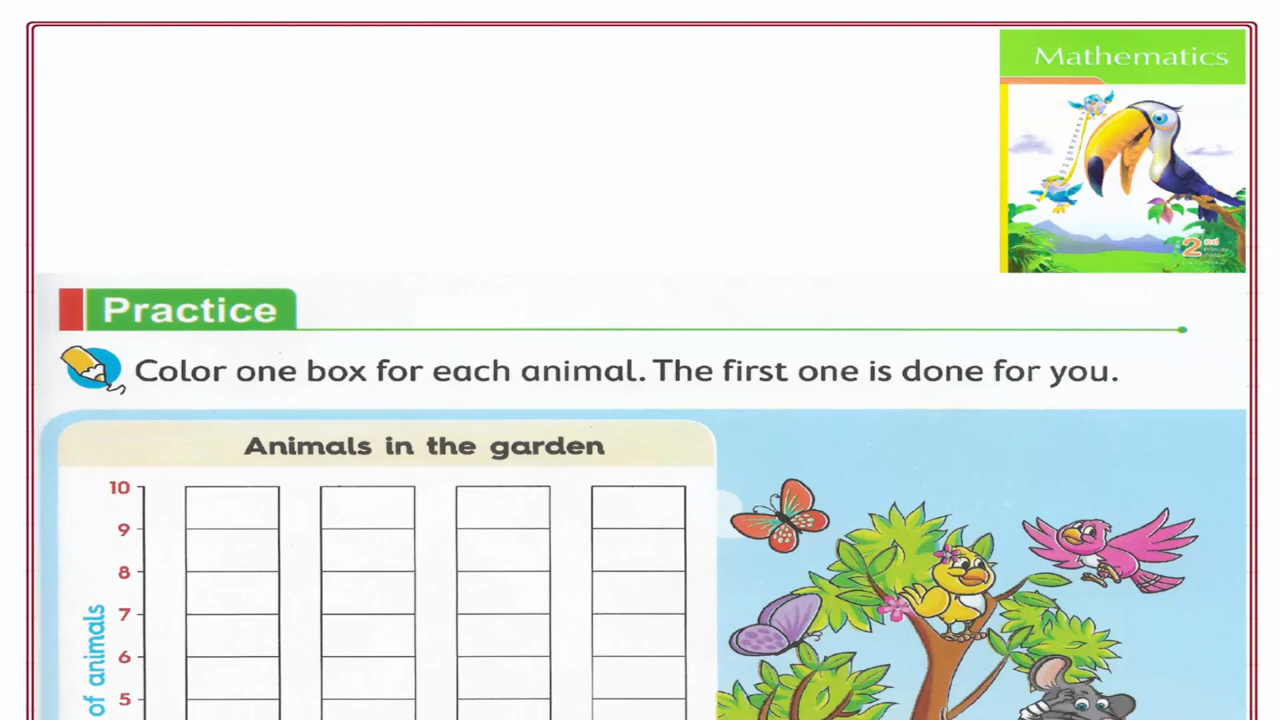 Mathematics
2nd
Practice
Color one box for each animal. The first one is done for you.
Animals in the garden
10
9
8
7
6
5
of animals